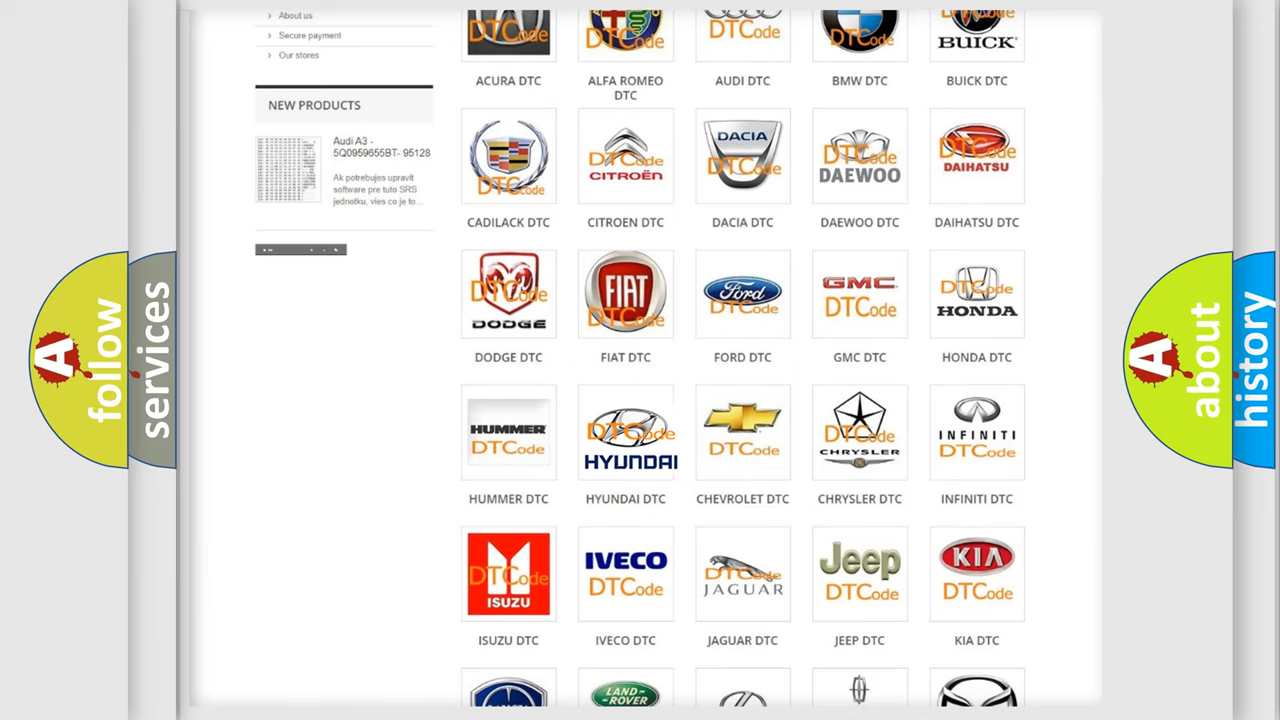 About us
Secure payment
Our stores
NEW PRODUCTS
Audi A3 -
5Q0959655BT- 95128
Ak potrebujes upravit
software pre tuto SRS
jednotku, vies co je to...
DTCode
DTCode
DTCode
DTCode
BUICK
ACURA DTC
ALFA ROMEO
DTC
AUDI DTC
BMW DTC
BUICK DTC
DTCode
DTCode
CITROËN
DACIA
DTCode
DTCode
DAEWOO
DTCode
DAIHATSU
CADILACK DTC
CITROEN DTC
DACIA DTC
DAEWOO DTC
DAIHATSU DTC
DTCode
DODGE
FIAT
DTCode
Ford
DTCode
GMC
DTCode
DTCode
HONDA
DODGE DTC
FIAT DTC
FORD DTC
GMC DTC
HONDA DTC
HUMMER
DTCode
DTCode
HYUNDAI
DTCode
DTCode
CHRYSLER
INFINITI
DTCode
HUMMER DTC
HYUNDAI DTC
CHEVROLET DTC
CHRYSLER DTC
INFINITI DTC
DTCode
ISUZU
IVECO
DTCode
DTCode
JAGUAR
Jeep
DTCode
KIA
DTCode
ISUZU DTC
IVECO DTC
JAGUAR DTC
JEEP DTC
KIA DTC
LAND-
ROVER
A
follow
services
A
about
history